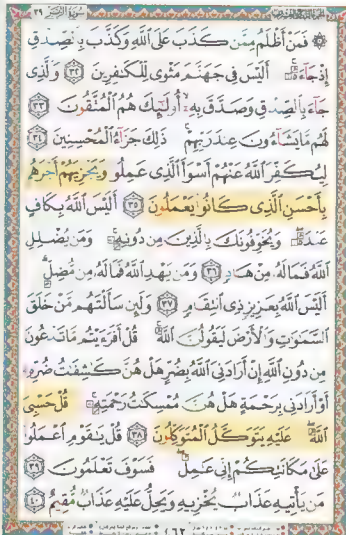 سورة الزمر ٣٩
فَمَنْ أَظْلَمُ مِمَّن كَذَبَ عَلَى اللَّهِ وَكَذَّبَ بِالصِّدْقِ
إِذْ جَاءَهُ أَلَيْسَ فِي جَهَنَّمَ مَثْوًى لِّلْكَافِرِينَ ٣٢ وَالَّذِي
جَاءَ بِالصِّدْقِ وَصَدَّقَ بِهِ أُولَٰئِكَ هُمُ الْمُتَّقُونَ ٣٣
لَهُم مَّا يَشَاءُونَ عِندَ رَبِّهِمْ ذَٰلِكَ جَزَاءُ الْمُحْسِنِينَ ٣٤
لِيُكَفِّرَ اللَّهُ عَنْهُمْ أَسْوَأَ الَّذِي عَمِلُوا وَيَجْزِيَهُمْ أَجْرَهُم
بِأَحْسَنِ الَّذِي كَانُوا يَعْمَلُونَ ٣٥ أَلَيْسَ اللَّهُ بِكَافٍ
عَبْدَهُ وَيُخَوِّفُونَكَ بِالَّذِينَ مِن دُونِهِ وَمَن يُضْلِلِ
اللَّهُ فَمَا لَهُ مِنْ هَادٍ ٣٦ وَمَن يَهْدِ اللَّهُ فَمَا لَهُ مِن مُّضِلٍّ
أَلَيْسَ اللَّهُ بِعَزِيزٍ ذِي انتِقَامٍ ٣٧ وَلَئِن سَأَلْتَهُم مَّنْ خَلَقَ
السَّمَاوَاتِ وَالْأَرْضَ لَيَقُولُنَّ اللَّهُ قُلْ أَفَرَأَيْتُم مَّا تَدْعُونَ
مِن دُونِ اللَّهِ إِنْ أَرَادَنِيَ اللَّهُ بِضُرٍّ هَلْ هُنَّ كَاشِفَاتُ ضُرِّهِ
أَوْ أَرَادَنِي بِرَحْمَةٍ هَلْ هُنَّ مُمْسِكَاتُ رَحْمَتِهِ قُلْ حَسْبِيَ
اللَّهُ عَلَيْهِ يَتَوَكَّلُ الْمُتَوَكِّلُونَ ٣٨ قُلْ يَا قَوْمِ اعْمَلُوا
عَلَىٰ مَكَانَتِكُمْ إِنِّي عَامِلٌ فَسَوْفَ تَعْلَمُونَ ٣٩
مَن يَأْتِيهِ عَذَابٌ يُخْزِيهِ وَيَحِلُّ عَلَيْهِ عَذَابٌ مُّقِيمٌ ٤٠
٤٦٢